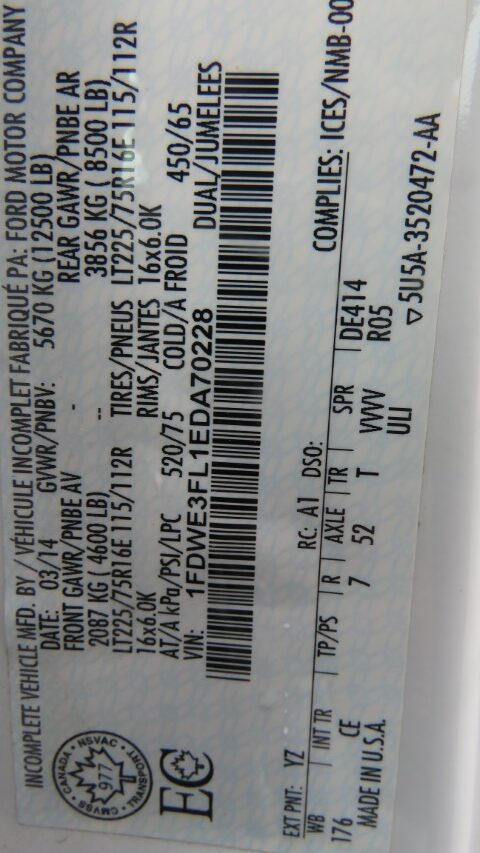 INCOMPLETE VEHICLE MFD. BY / VÉHICULE INCOMPLET FABRIQUÉ PA: FORD MOTOR COMPANY
DATE: 03/14 GVWR/PNBV: 5670 KG (12500 LB)
FRONT GAWR/PNBE AV - REAR GAWR/PNBE AR
2087 KG ( 4600 LB) -- 3856 KG ( 8500 LB)
LT225/75R16E 115/112R TIRES/PNEUS LT225/75R16E 115/112R
16x6.0K RIMS/JANTES 16x6.0K
AT/A kPa/PSI/LPC 520/75 COLD/A FROID 450/65
VIN: 1FDWE3FL1EDA70228 DUAL/JUMELEES
CANADA • NSVAC • TRANSPORT • CMVSS
977
EC
EXT PNT: YZ RC: A1 DSO: COMPLIES: ICES/NMB-00
WB INT TR TP/PS R AXLE TR SPR DE414
176 CE 7 52 T VVVV R05
ULI
MADE IN U.S.A. ▽ 5U5A-3520472-AA